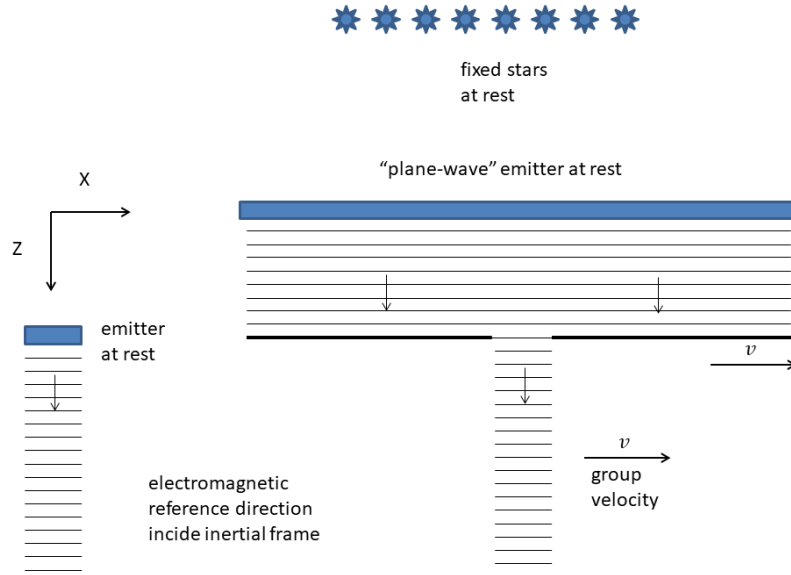 fixed stars
at rest
“plane-wave” emitter at rest
X
Z
emitter
at rest
v
v
group
velocity
electromagnetic
reference direction
incide inertial frame